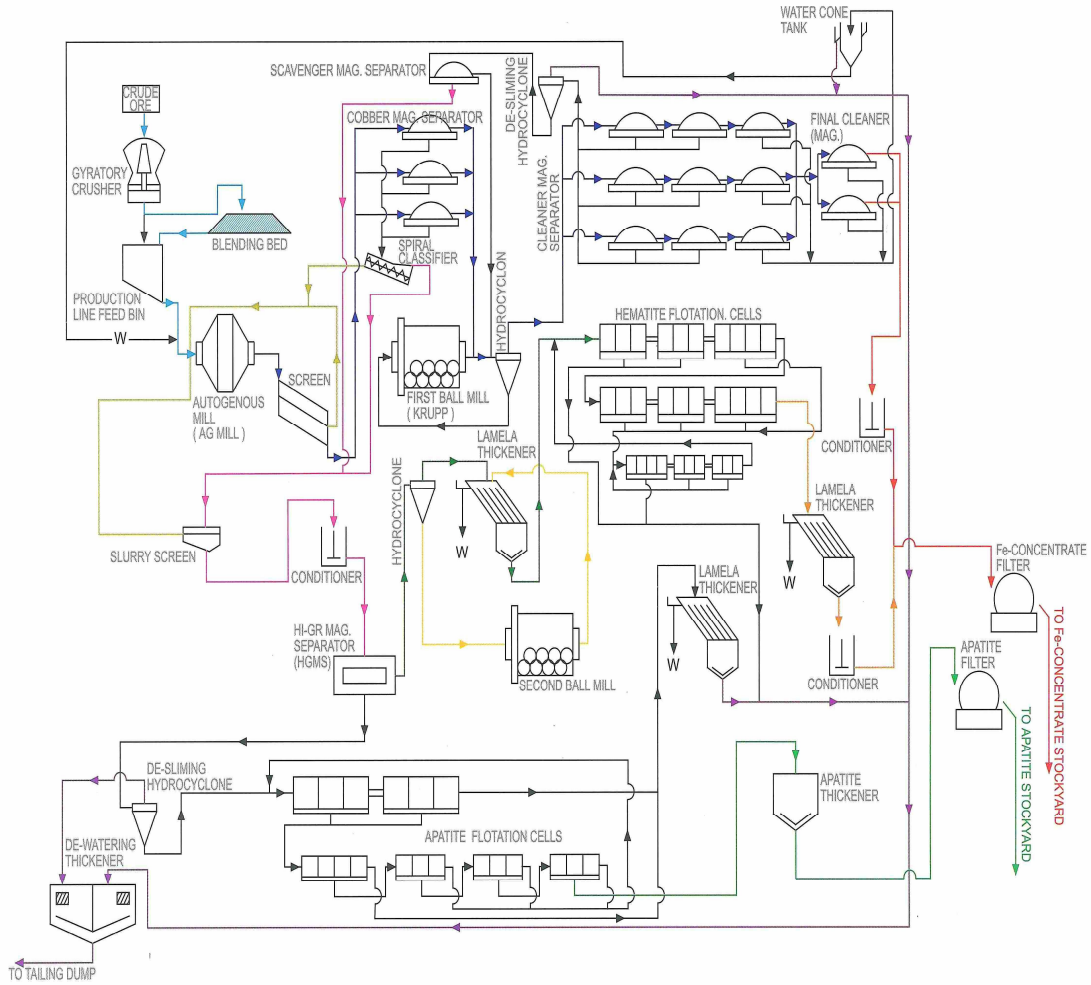 WATER CONE
TANK
SCAVENGER MAG. SEPARATOR
DE-SLIMING
HYDROCYCLONE
CRUDE
ORE
COBBER MAG. SEPARATOR
FINAL CLEANER
(MAG.)
GYRATORY
CRUSHER
CLEANER MAG.
SEPARATOR
BLENDING BED
SPIRAL
CLASSIFIER
HYDROCYCLON
PRODUCTION
LINE FEED BIN
HEMATITE FLOTATION. CELLS
W
SCREEN
AUTOGENOUS
MILL
( AG MILL )
FIRST BALL MILL
( KRUPP )
LAMELA
THICKENER
CONDITIONER
HYDROCYCLONE
LAMELA
THICKENER
W
SLURRY SCREEN
CONDITIONER
W
Fe-CONCENTRATE
FILTER
LAMELA
THICKENER
HI-GR MAG.
SEPARATOR
(HGMS)
W
SECOND BALL MILL
CONDITIONER
APATITE
FILTER
TO Fe-CONCENTRATE STOCKYARD
TO APATITE STOCKYARD
DE-SLIMING
HYDROCYCLONE
APATITE
THICKENER
APATITE FLOTATION CELLS
DE-WATERING
THICKENER
TO TAILING DUMP